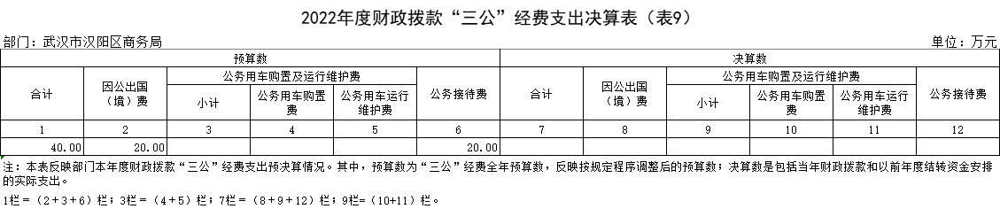 2022年度财政拨款“三公”经费支出决算表（表9）
部门：武汉市汉阳区商务局 单位：万元
预算数 决算数
合计 因公出国（境）费 公务用车购置及运行维护费 公务接待费 合计 因公出国（境）费 公务用车购置及运行维护费 公务接待费
小计 公务用车购置费 公务用车运行维护费 小计 公务用车购置费 公务用车运行维护费
1 2 3 4 5 6 7 8 9 10 11 12
40.00 20.00 20.00
注：本表反映部门本年度财政拨款“三公”经费支出预决算情况。其中，预算数为“三公”经费全年预算数，反映按规定程序调整后的预算数；决算数是包括当年财政拨款和以前年度结转资金安排
的实际支出。
1栏＝（2＋3＋6）栏；3栏＝（4＋5）栏；7栏＝（8＋9＋12）栏；9栏=（10+11）栏。